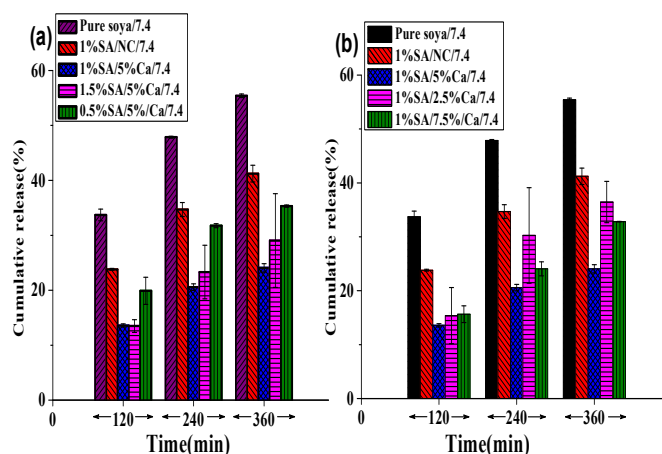 (a)
Pure soya/7.4
1%SA/NC/7.4
1%SA/5%Ca/7.4
1.5%SA/5%Ca/7.4
0.5%SA/5%/Ca/7.4
Cumulative release(%)
60
40
20
0
0 120 240 360
Time(min)
(b)
Pure soya/7.4
1%SA/NC/7.4
1%SA/5%Ca/7.4
1%SA/2.5%Ca/7.4
1%SA/7.5%/Ca/7.4
Cumulative release(%)
60
40
20
0
0 120 240 360
Time(min)